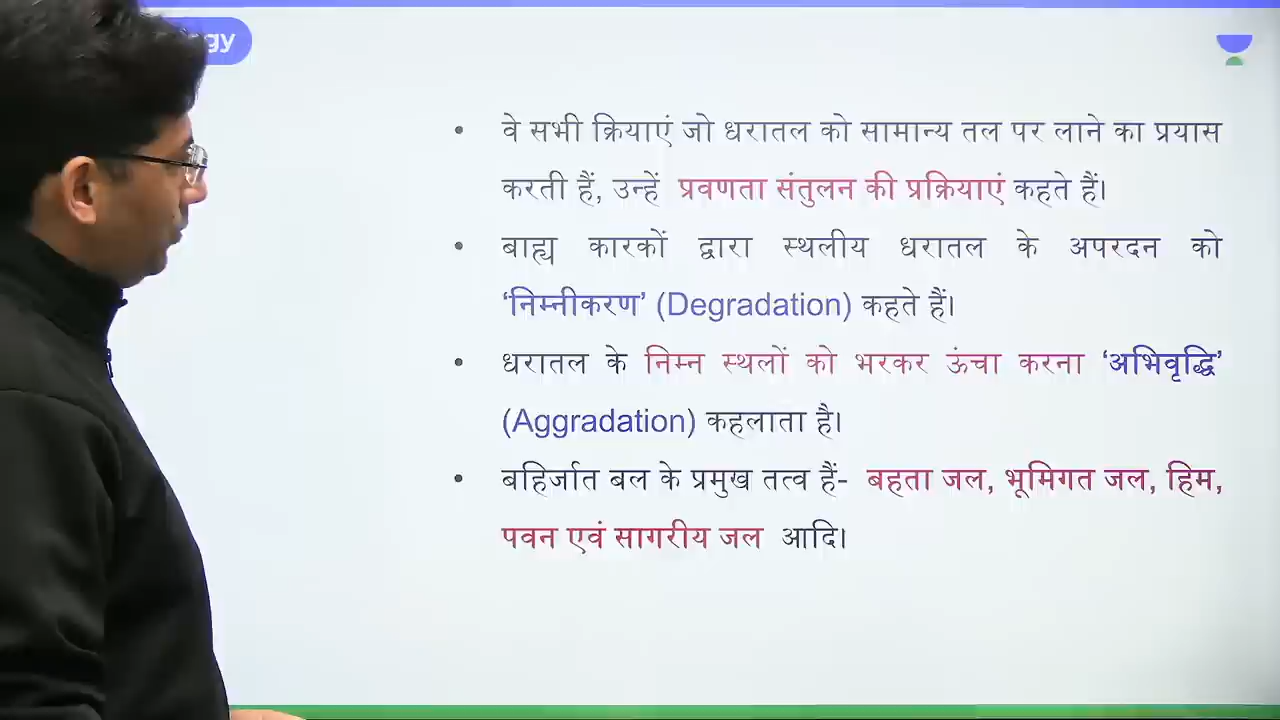 gy
वे सभी क्रियाएं जो धरातल को सामान्य तल पर लाने का प्रयास
करती हैं, उन्हें प्रवणता संतुलन की प्रक्रियाएं कहते हैं।
बाह्य कारकों द्वारा स्थलीय धरातल के अपरदन को
‘निम्नीकरण’ (Degradation) कहते हैं।
धरातल के निम्न स्थलों को भरकर ऊंचा करना ‘अभिवृद्धि’
(Aggradation) कहलाता है।
बहिर्जात बल के प्रमुख तत्व हैं- बहता जल, भूमिगत जल, हिम,
पवन एवं सागरीय जल आदि।